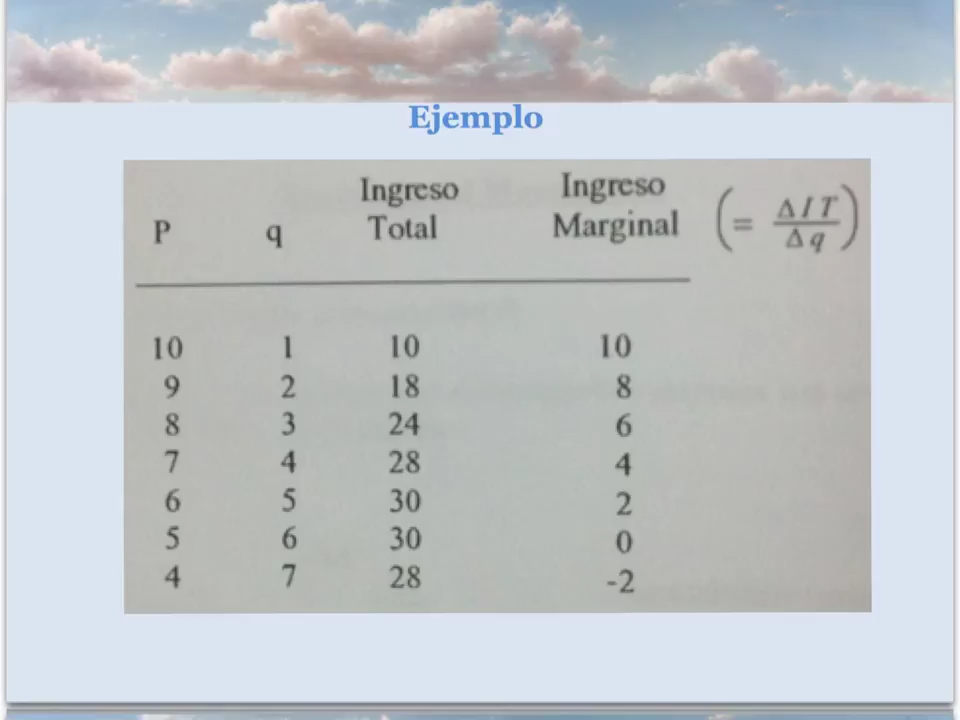 Ejemplo
P q Ingreso Total Ingreso Marginal (= ΔIT/Δq)
10 1 10 10
9 2 18 8
8 3 24 6
7 4 28 4
6 5 30 2
5 6 30 0
4 7 28 -2